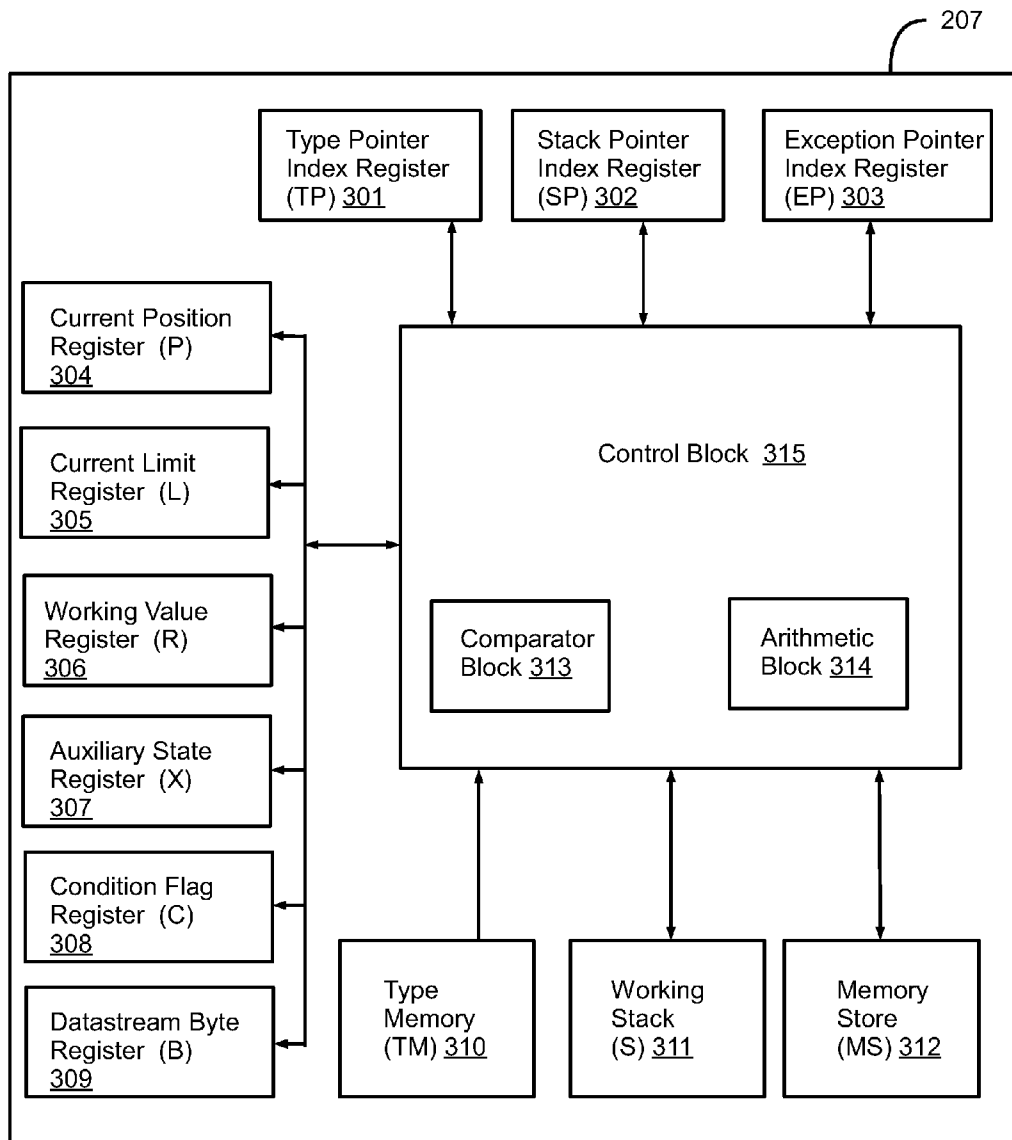 207
Type Pointer
Index Register
(TP) 301
Stack Pointer
Index Register
(SP) 302
Exception Pointer
Index Register
(EP) 303
Current Position
Register (P)
304
Current Limit
Register (L)
305
Working Value
Register (R)
306
Auxiliary State
Register (X)
307
Condition Flag
Register (C)
308
Datastream Byte
Register (B)
309
Control Block 315
Comparator
Block 313
Arithmetic
Block 314
Type
Memory
(TM) 310
Working
Stack
(S) 311
Memory
Store
(MS) 312